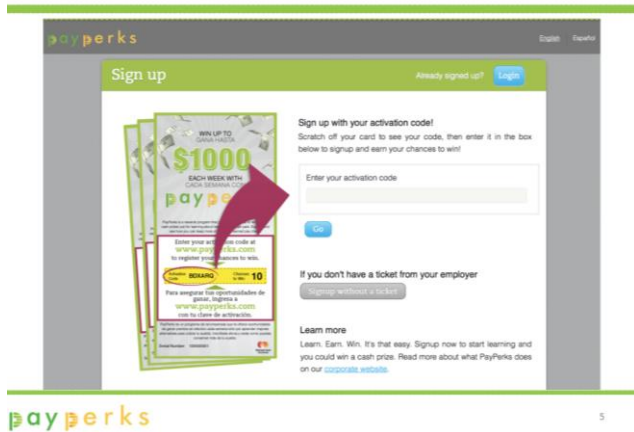 payperks
English Español
Sign up
Already signed up? Login
WIN UP TO
GANA HASTA
$1000
EACH WEEK WITH
CADA SEMANA CON
paype
Enter your activation code at
www.payperks.com
to register your chances to win.
Activation Code BDXARQ Chances to Win 10
Para asegurar tus oportunidades de
ganar, ingresa a
www.payperks.com
con tu clave de activación.
Sign up with your activation code!
Scratch off your card to see your code, then enter it in the box
below to signup and earn your chances to win!
Enter your activation code
Go
If you don't have a ticket from your employer
Signup without a ticket
Learn more
Learn. Earn. Win. It's that easy. Signup now to start learning and
you could win a cash prize. Read more about what PayPerks does
on our corporate website.
payperks
5